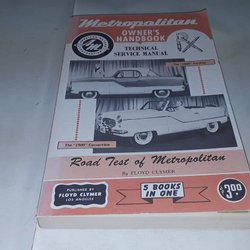 Metropolitan
OWNER'S
HANDBOOK
TECHNICAL
SERVICE MANUAL
The "1500" Convertible
Road Test of Metropolitan
By FLOYD CLYMER
PUBLISHED BY
FLOYD CLYMER
LOS ANGELES
5 BOOKS
IN ONE
$3.00